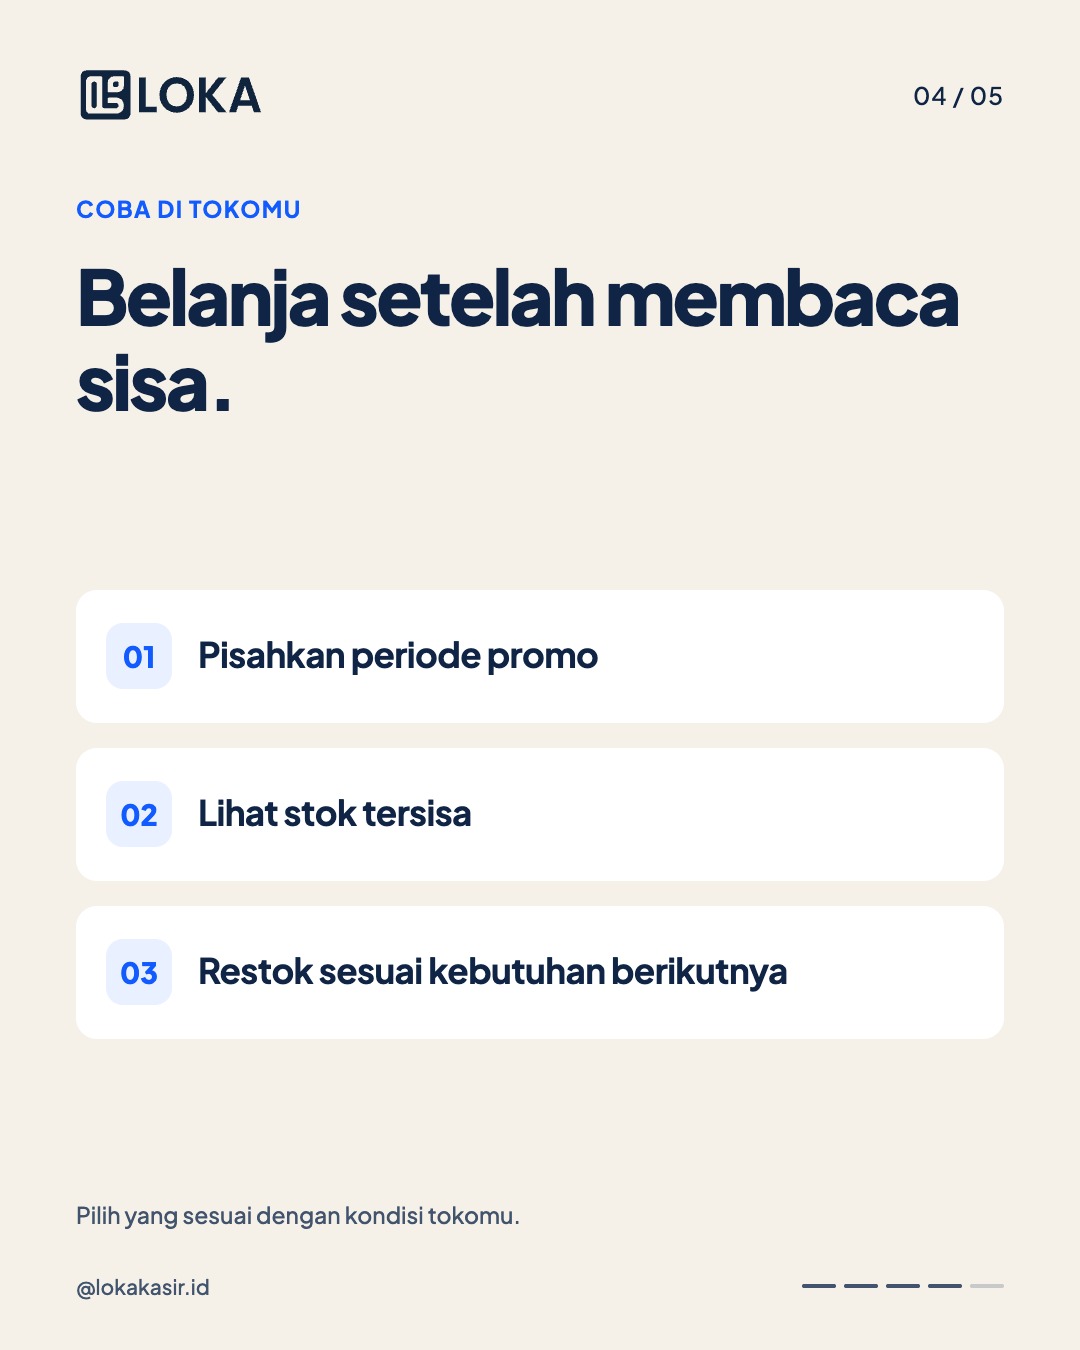 LOKA
04 / 05
COBA DI TOKOMU
Belanja setelah membaca
sisa.
01 Pisahkan periode promo
02 Lihat stok tersisa
03 Restok sesuai kebutuhan berikutnya
Pilih yang sesuai dengan kondisi tokomu.
@lokakasir.id